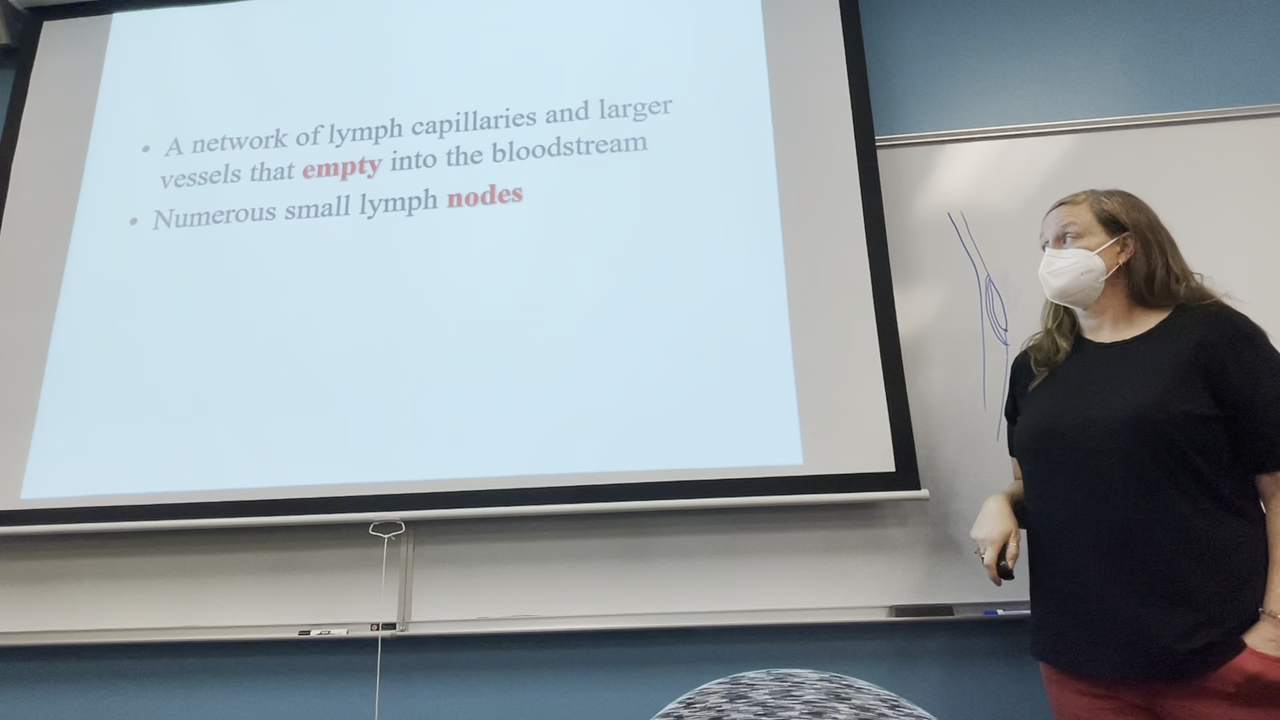 • A network of lymph capillaries and larger
vessels that empty into the bloodstream
• Numerous small lymph nodes